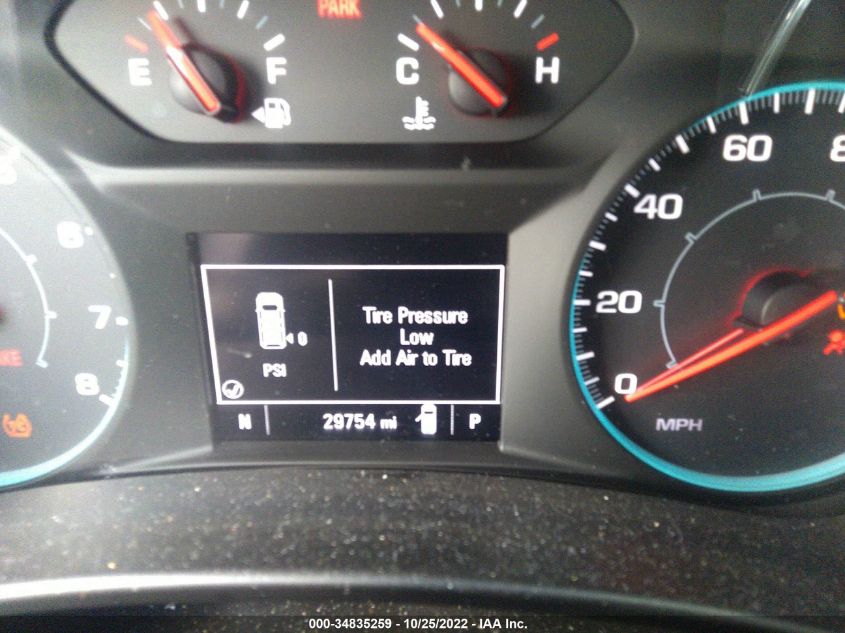 PARK
E F C H
60
40
20
0
MPH
6
7
8
Tire Pressure
Low
Add Air to Tire
0
PSI
N 29754 mi P
000-34835259 - 10/25/2022 - IAA Inc.